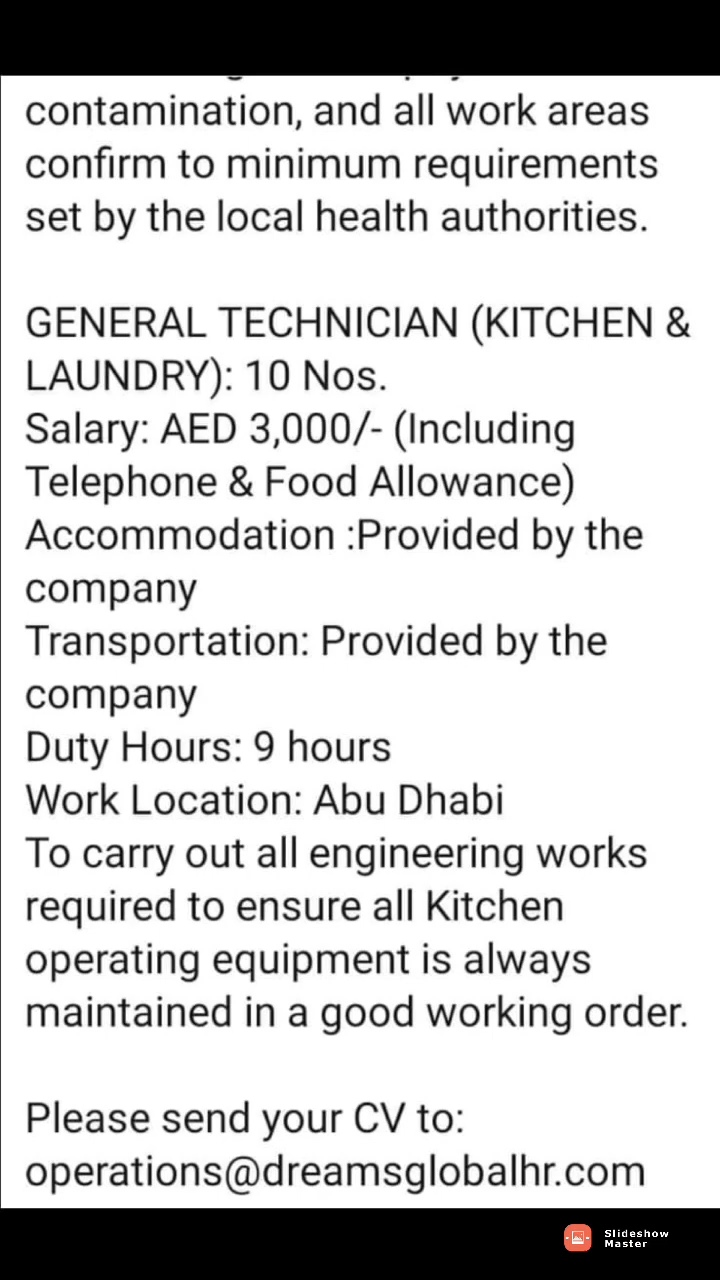 contamination, and all work areas
confirm to minimum requirements
set by the local health authorities.
GENERAL TECHNICIAN (KITCHEN &
LAUNDRY): 10 Nos.
Salary: AED 3,000/- (Including
Telephone & Food Allowance)
Accommodation :Provided by the
company
Transportation: Provided by the
company
Duty Hours: 9 hours
Work Location: Abu Dhabi
To carry out all engineering works
required to ensure all Kitchen
operating equipment is always
maintained in a good working order.
Please send your CV to:
operations@dreamsglobalhr.com
Slideshow
Master